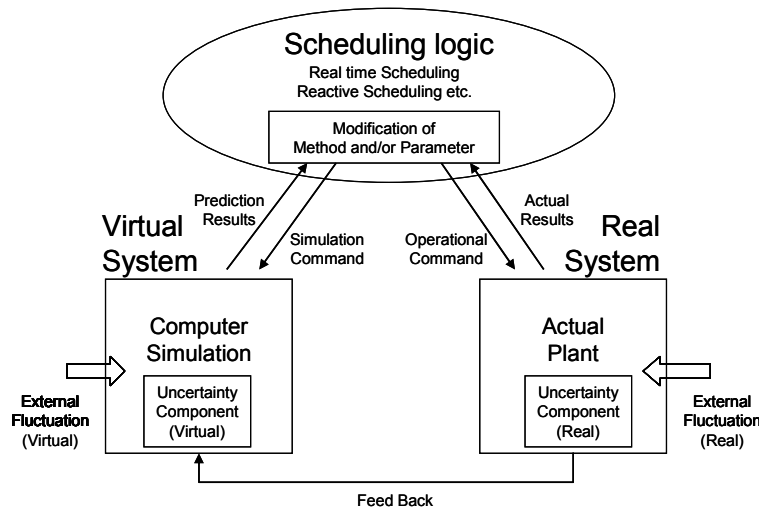 Scheduling logic
Real time Scheduling
Reactive Scheduling etc.
Modification of
Method and/or Parameter
Prediction
Results
Actual
Results
Virtual
System
Simulation
Command
Operational
Command
Real
System
Computer
Simulation
Actual
Plant
Uncertainty
Component
(Virtual)
Uncertainty
Component
(Real)
External
Fluctuation
(Virtual)
External
Fluctuation
(Real)
Feed Back